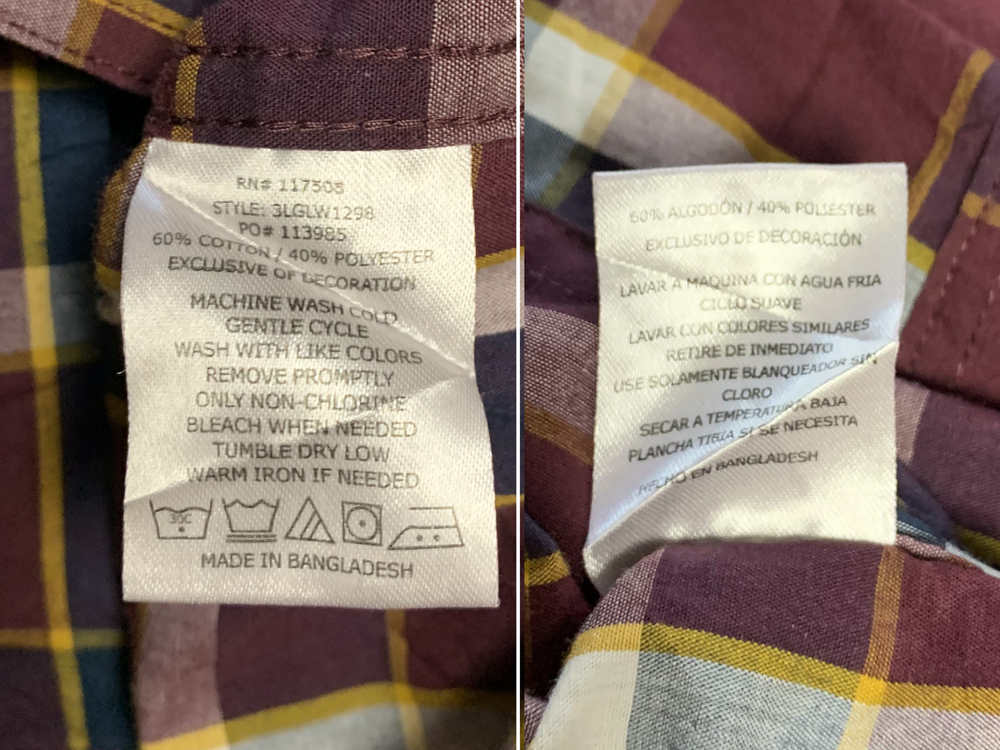 RN# 117508
STYLE: 3LGLW1298
PO# 113985
60% COTTON / 40% POLYESTER
EXCLUSIVE OF DECORATION
MACHINE WASH COLD
GENTLE CYCLE
WASH WITH LIKE COLORS
REMOVE PROMPTLY
ONLY NON-CHLORINE
BLEACH WHEN NEEDED
TUMBLE DRY LOW
WARM IRON IF NEEDED
30C
MADE IN BANGLADESH
60% ALGODÓN / 40% POLIÉSTER
EXCLUSIVO DE DECORACIÓN
LAVAR A MAQUINA CON AGUA FRIA
CICLO SUAVE
LAVAR CON COLORES SIMILARES
RETIRE DE INMEDIATO
USE SOLAMENTE BLANQUEADOR SIN
CLORO
SECAR A TEMPERATURA BAJA
PLANCHA TIBIA SI SE NECESITA
HECHO EN BANGLADESH